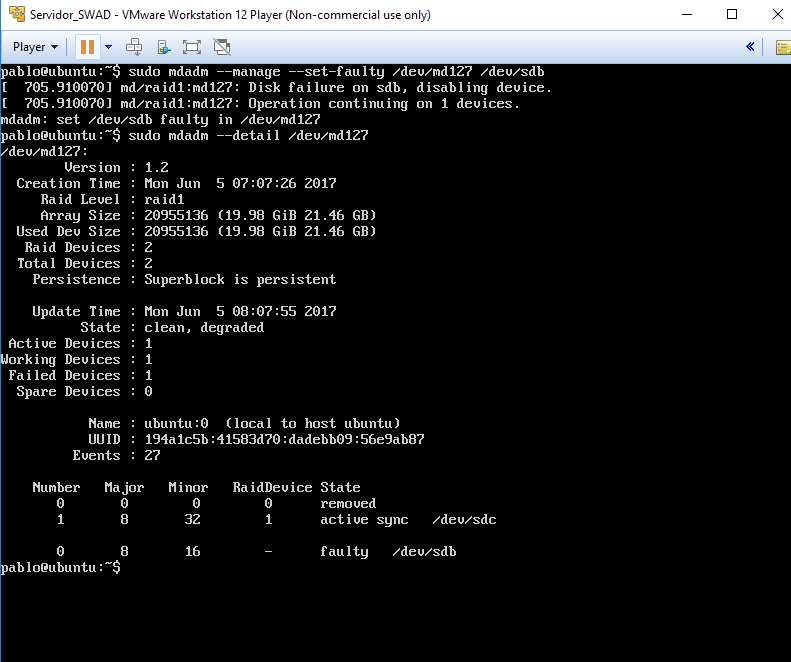 Servidor_SWAD - VMware Workstation 12 Player (Non-commercial use only)
Player
pablo@ubuntu:~$ sudo mdadm --manage --set-faulty /dev/md127 /dev/sdb
[  705.910070] md/raid1:md127: Disk failure on sdb, disabling device.
[  705.910070] md/raid1:md127: Operation continuing on 1 devices.
mdadm: set /dev/sdb faulty in /dev/md127
pablo@ubuntu:~$ sudo mdadm --detail /dev/md127
/dev/md127:
        Version : 1.2
  Creation Time : Mon Jun  5 07:07:26 2017
     Raid Level : raid1
     Array Size : 20955136 (19.98 GiB 21.46 GB)
  Used Dev Size : 20955136 (19.98 GiB 21.46 GB)
   Raid Devices : 2
  Total Devices : 2
    Persistence : Superblock is persistent
    Update Time : Mon Jun  5 08:07:55 2017
          State : clean, degraded
 Active Devices : 1
Working Devices : 1
 Failed Devices : 1
  Spare Devices : 0
           Name : ubuntu:0  (local to host ubuntu)
           UUID : 194a1c5b:41583d70:dadebb09:56e9ab87
         Events : 27
    Number   Major   Minor   RaidDevice State
       0       0        0        0      removed
       1       8       32        1      active sync   /dev/sdc
       0       8       16        -      faulty   /dev/sdb
pablo@ubuntu:~$